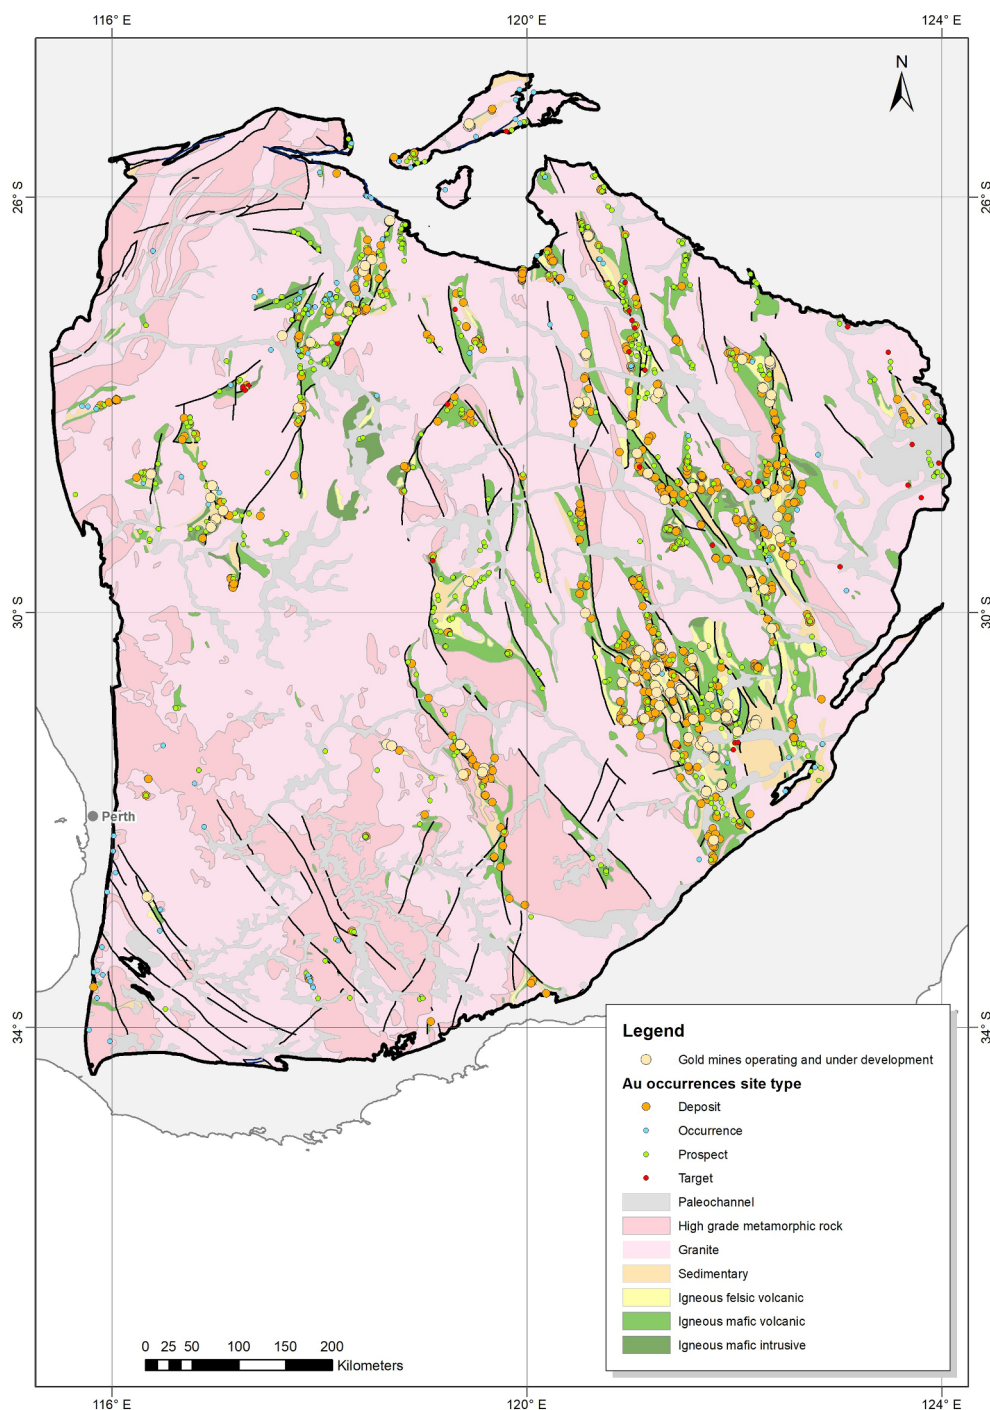 116° E
120° E
124° E
N
26° S
26° S
30° S
30° S
Perth
34° S
34° S
Legend
Gold mines operating and under development
Au occurrences site type
Deposit
Occurrence
Prospect
Target
Paleochannel
High grade metamorphic rock
Granite
Sedimentary
Igneous felsic volcanic
Igneous mafic volcanic
Igneous mafic intrusive
0 25 50 100 150 200
Kilometers
116° E
120° E
124° E